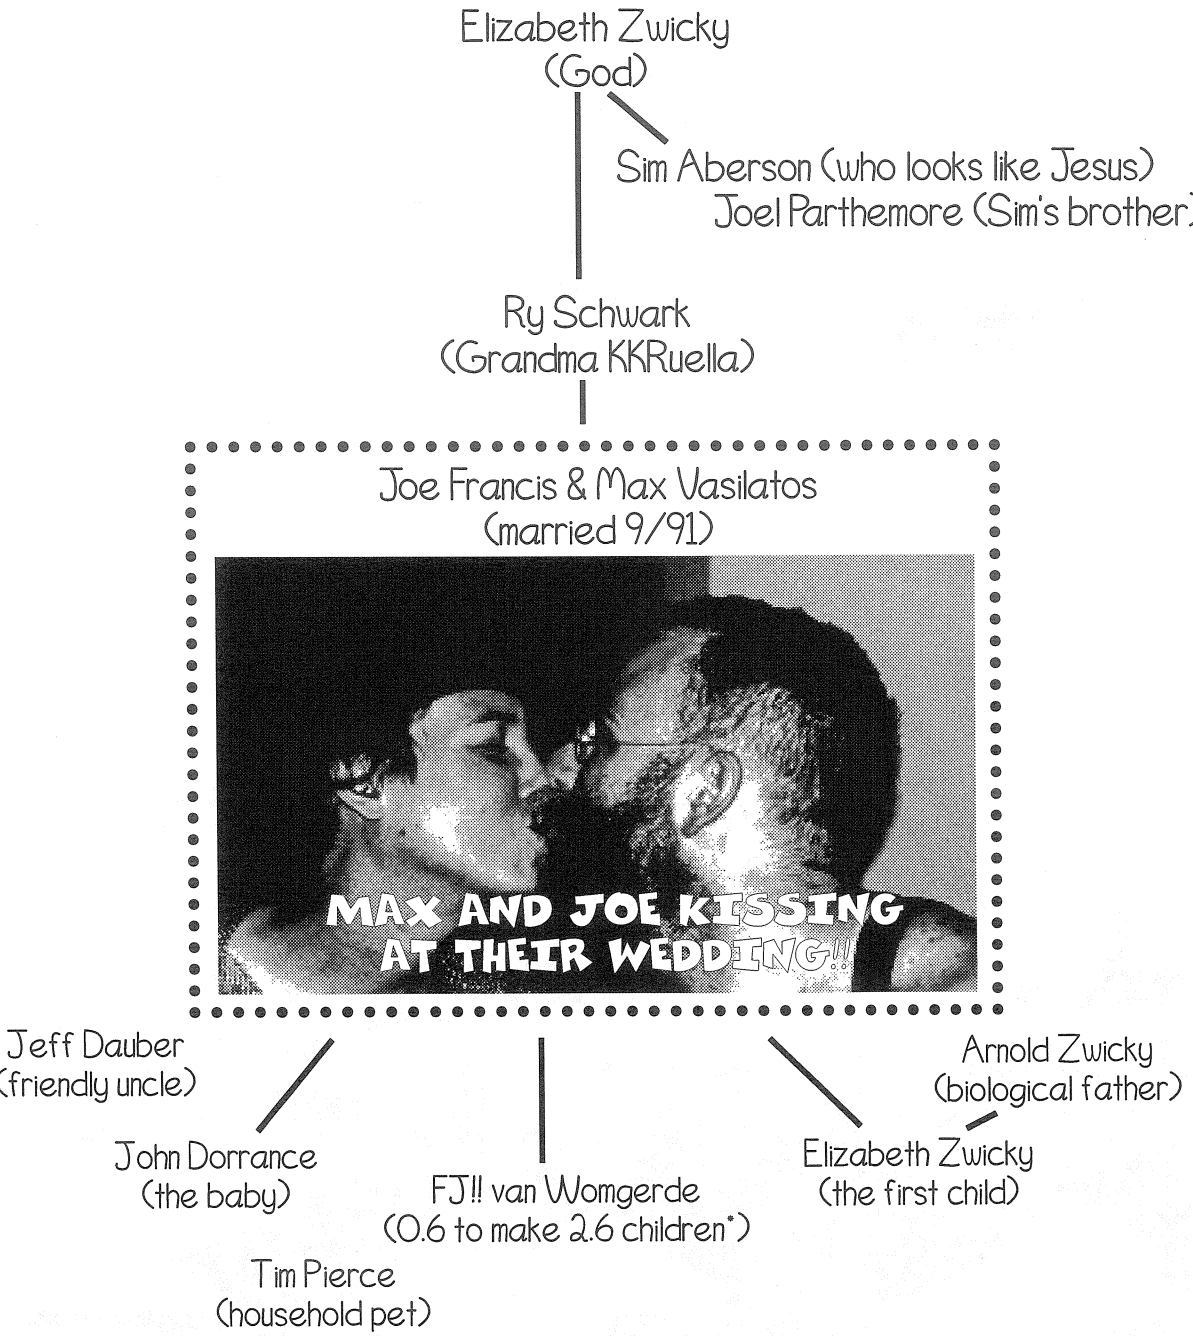 Elizabeth Zwicky
(God)
Sim Aberson (who looks like Jesus)
Joel Parthemore (Sim's brother)
Ry Schwark
(Grandma KKRuella)
Joe Francis & Max Vasilatos
(married 9/91)
MAX AND JOE KISSING
AT THEIR WEDDING!!
Jeff Dauber
(friendly uncle)
Arnold Zwicky
(biological father)
John Dorrance
(the baby)
Elizabeth Zwicky
(the first child)
FJ!! van Womgerde
(0.6 to make 2.6 children*)
Tim Pierce
(household pet)